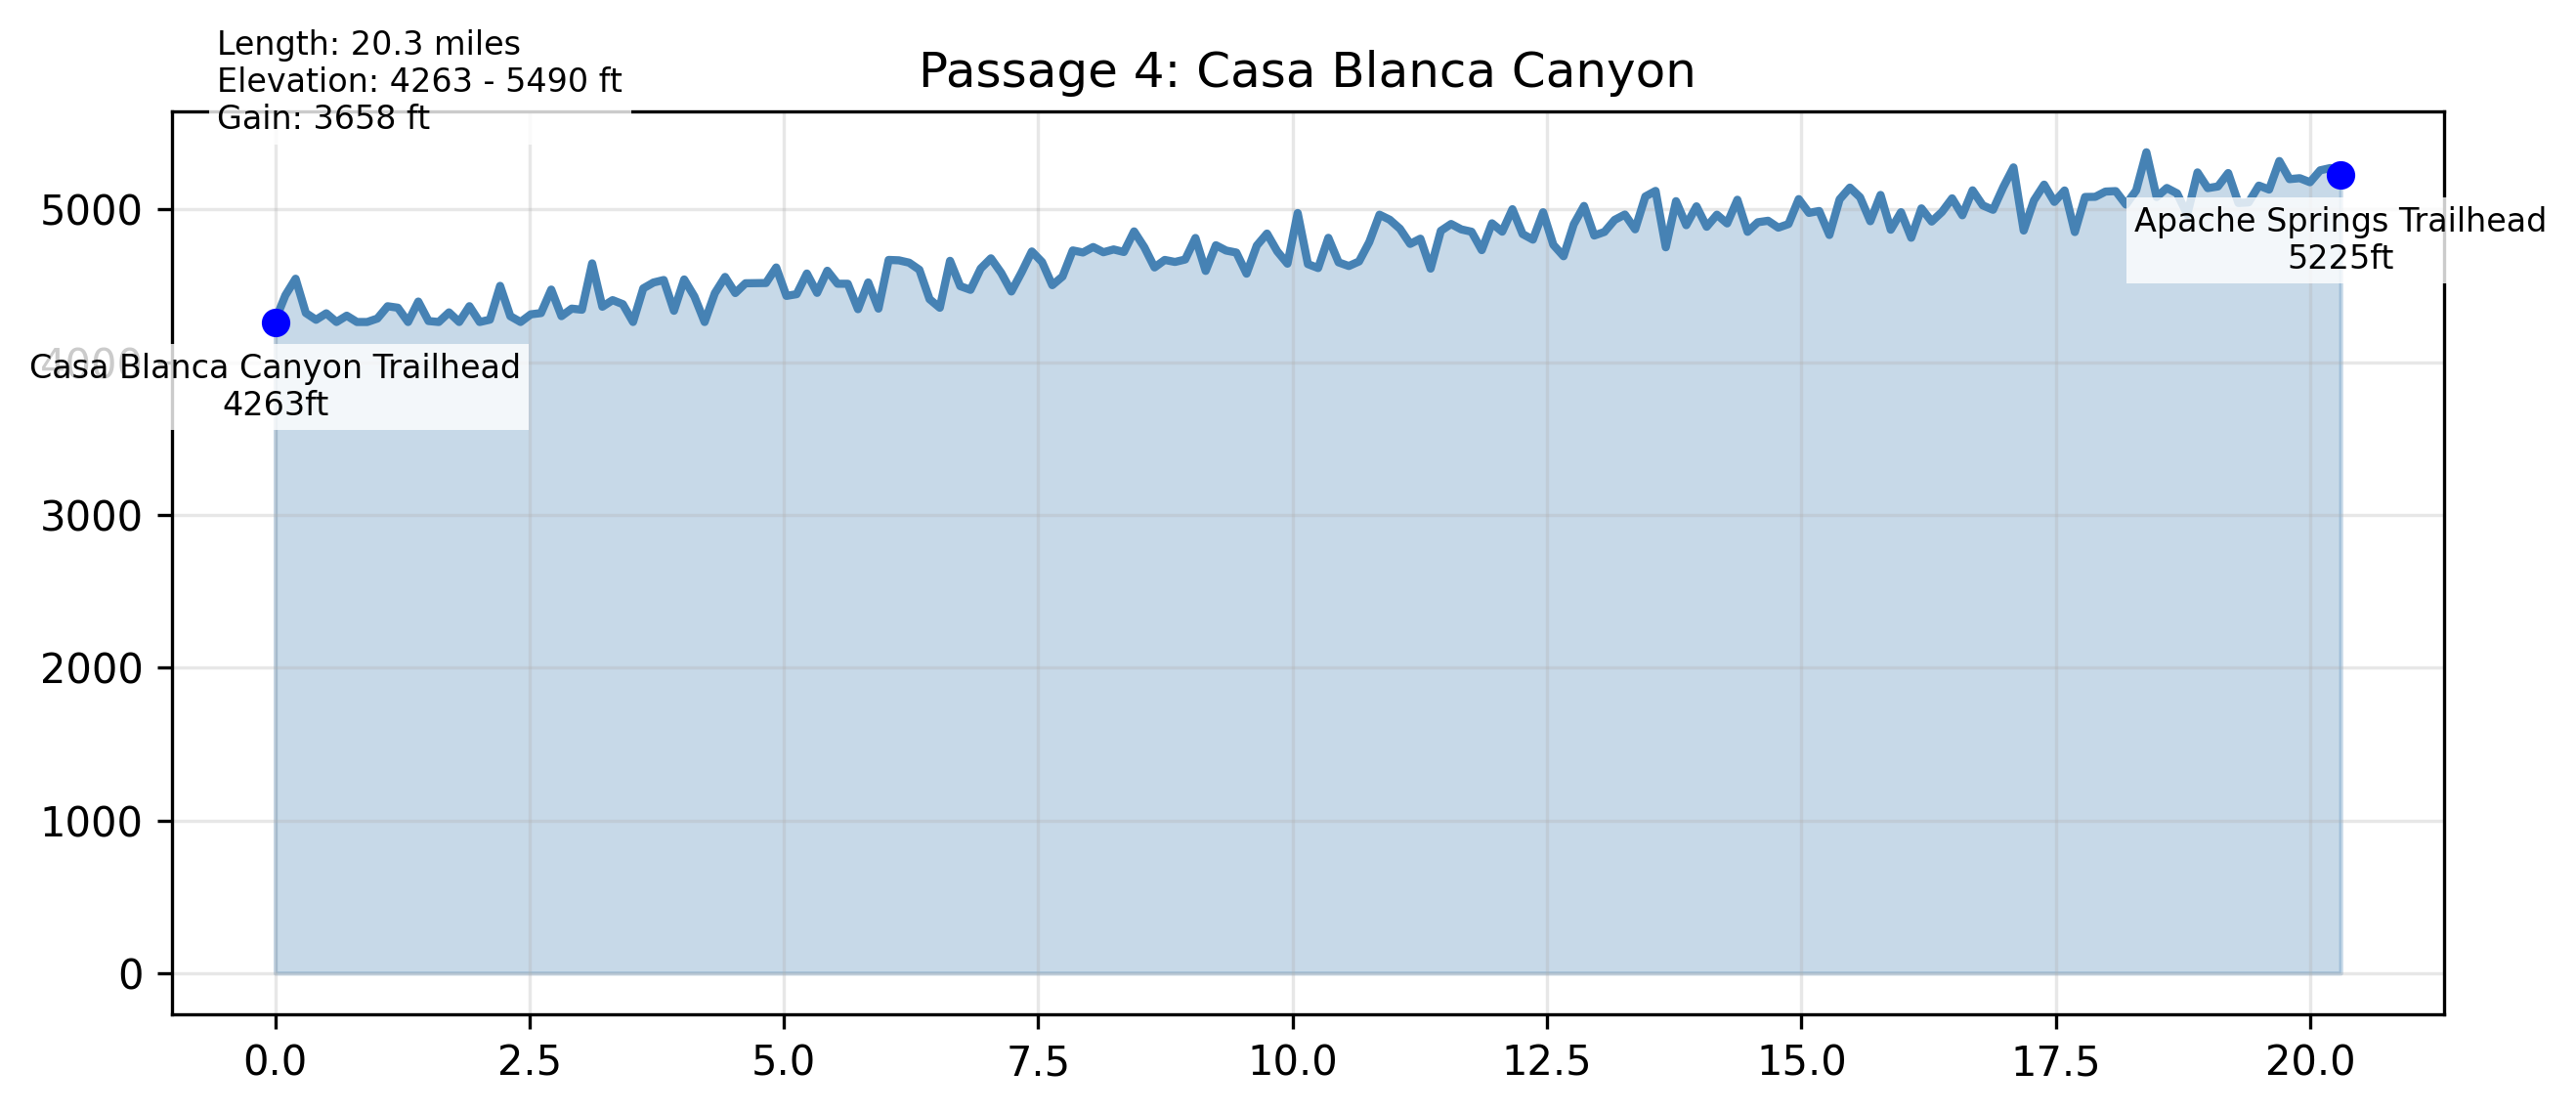 Length: 20.3 miles
Elevation: 4263 - 5490 ft
Gain: 3658 ft
Passage 4: Casa Blanca Canyon
5000
4000
3000
2000
1000
0
Casa Blanca Canyon Trailhead
4263ft
Apache Springs Trailhead
5225ft
0.0 2.5 5.0 7.5 10.0 12.5 15.0 17.5 20.0